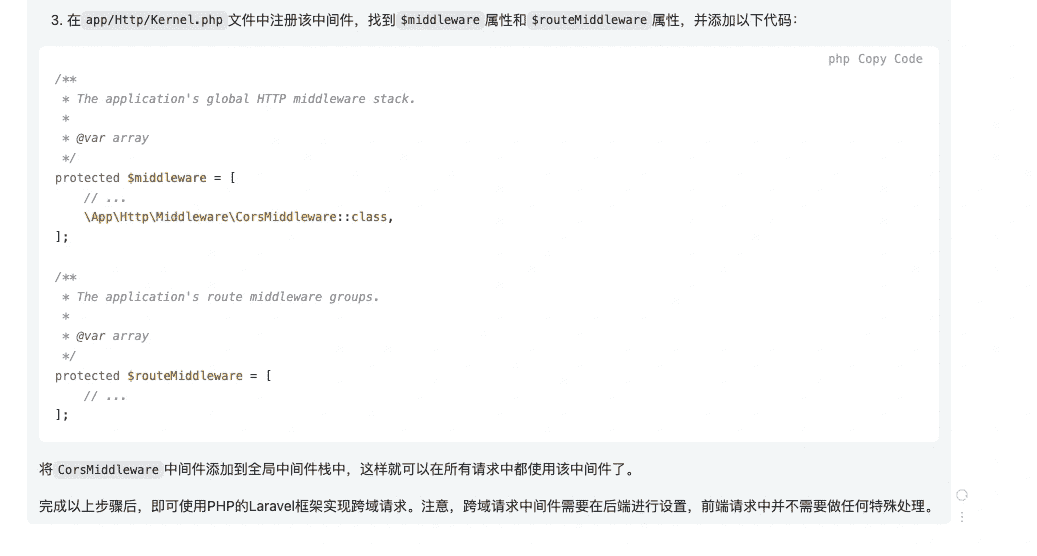 3. 在 app/Http/Kernel.php 文件中注册该中间件，找到 $middleware 属性和 $routeMiddleware 属性，并添加以下代码：
php Copy Code
/**
 * The application's global HTTP middleware stack.
 *
 * @var array
 */
protected $middleware = [
    // ...
    \App\Http\Middleware\CorsMiddleware::class,
];
/**
 * The application's route middleware groups.
 *
 * @var array
 */
protected $routeMiddleware = [
    // ...
];
将 CorsMiddleware 中间件添加到全局中间件栈中，这样就可以在所有请求中都使用该中间件了。
完成以上步骤后，即可使用PHP的Laravel框架实现跨域请求。注意，跨域请求中间件需要在后端进行设置，前端请求中并不需要做任何特殊处理。